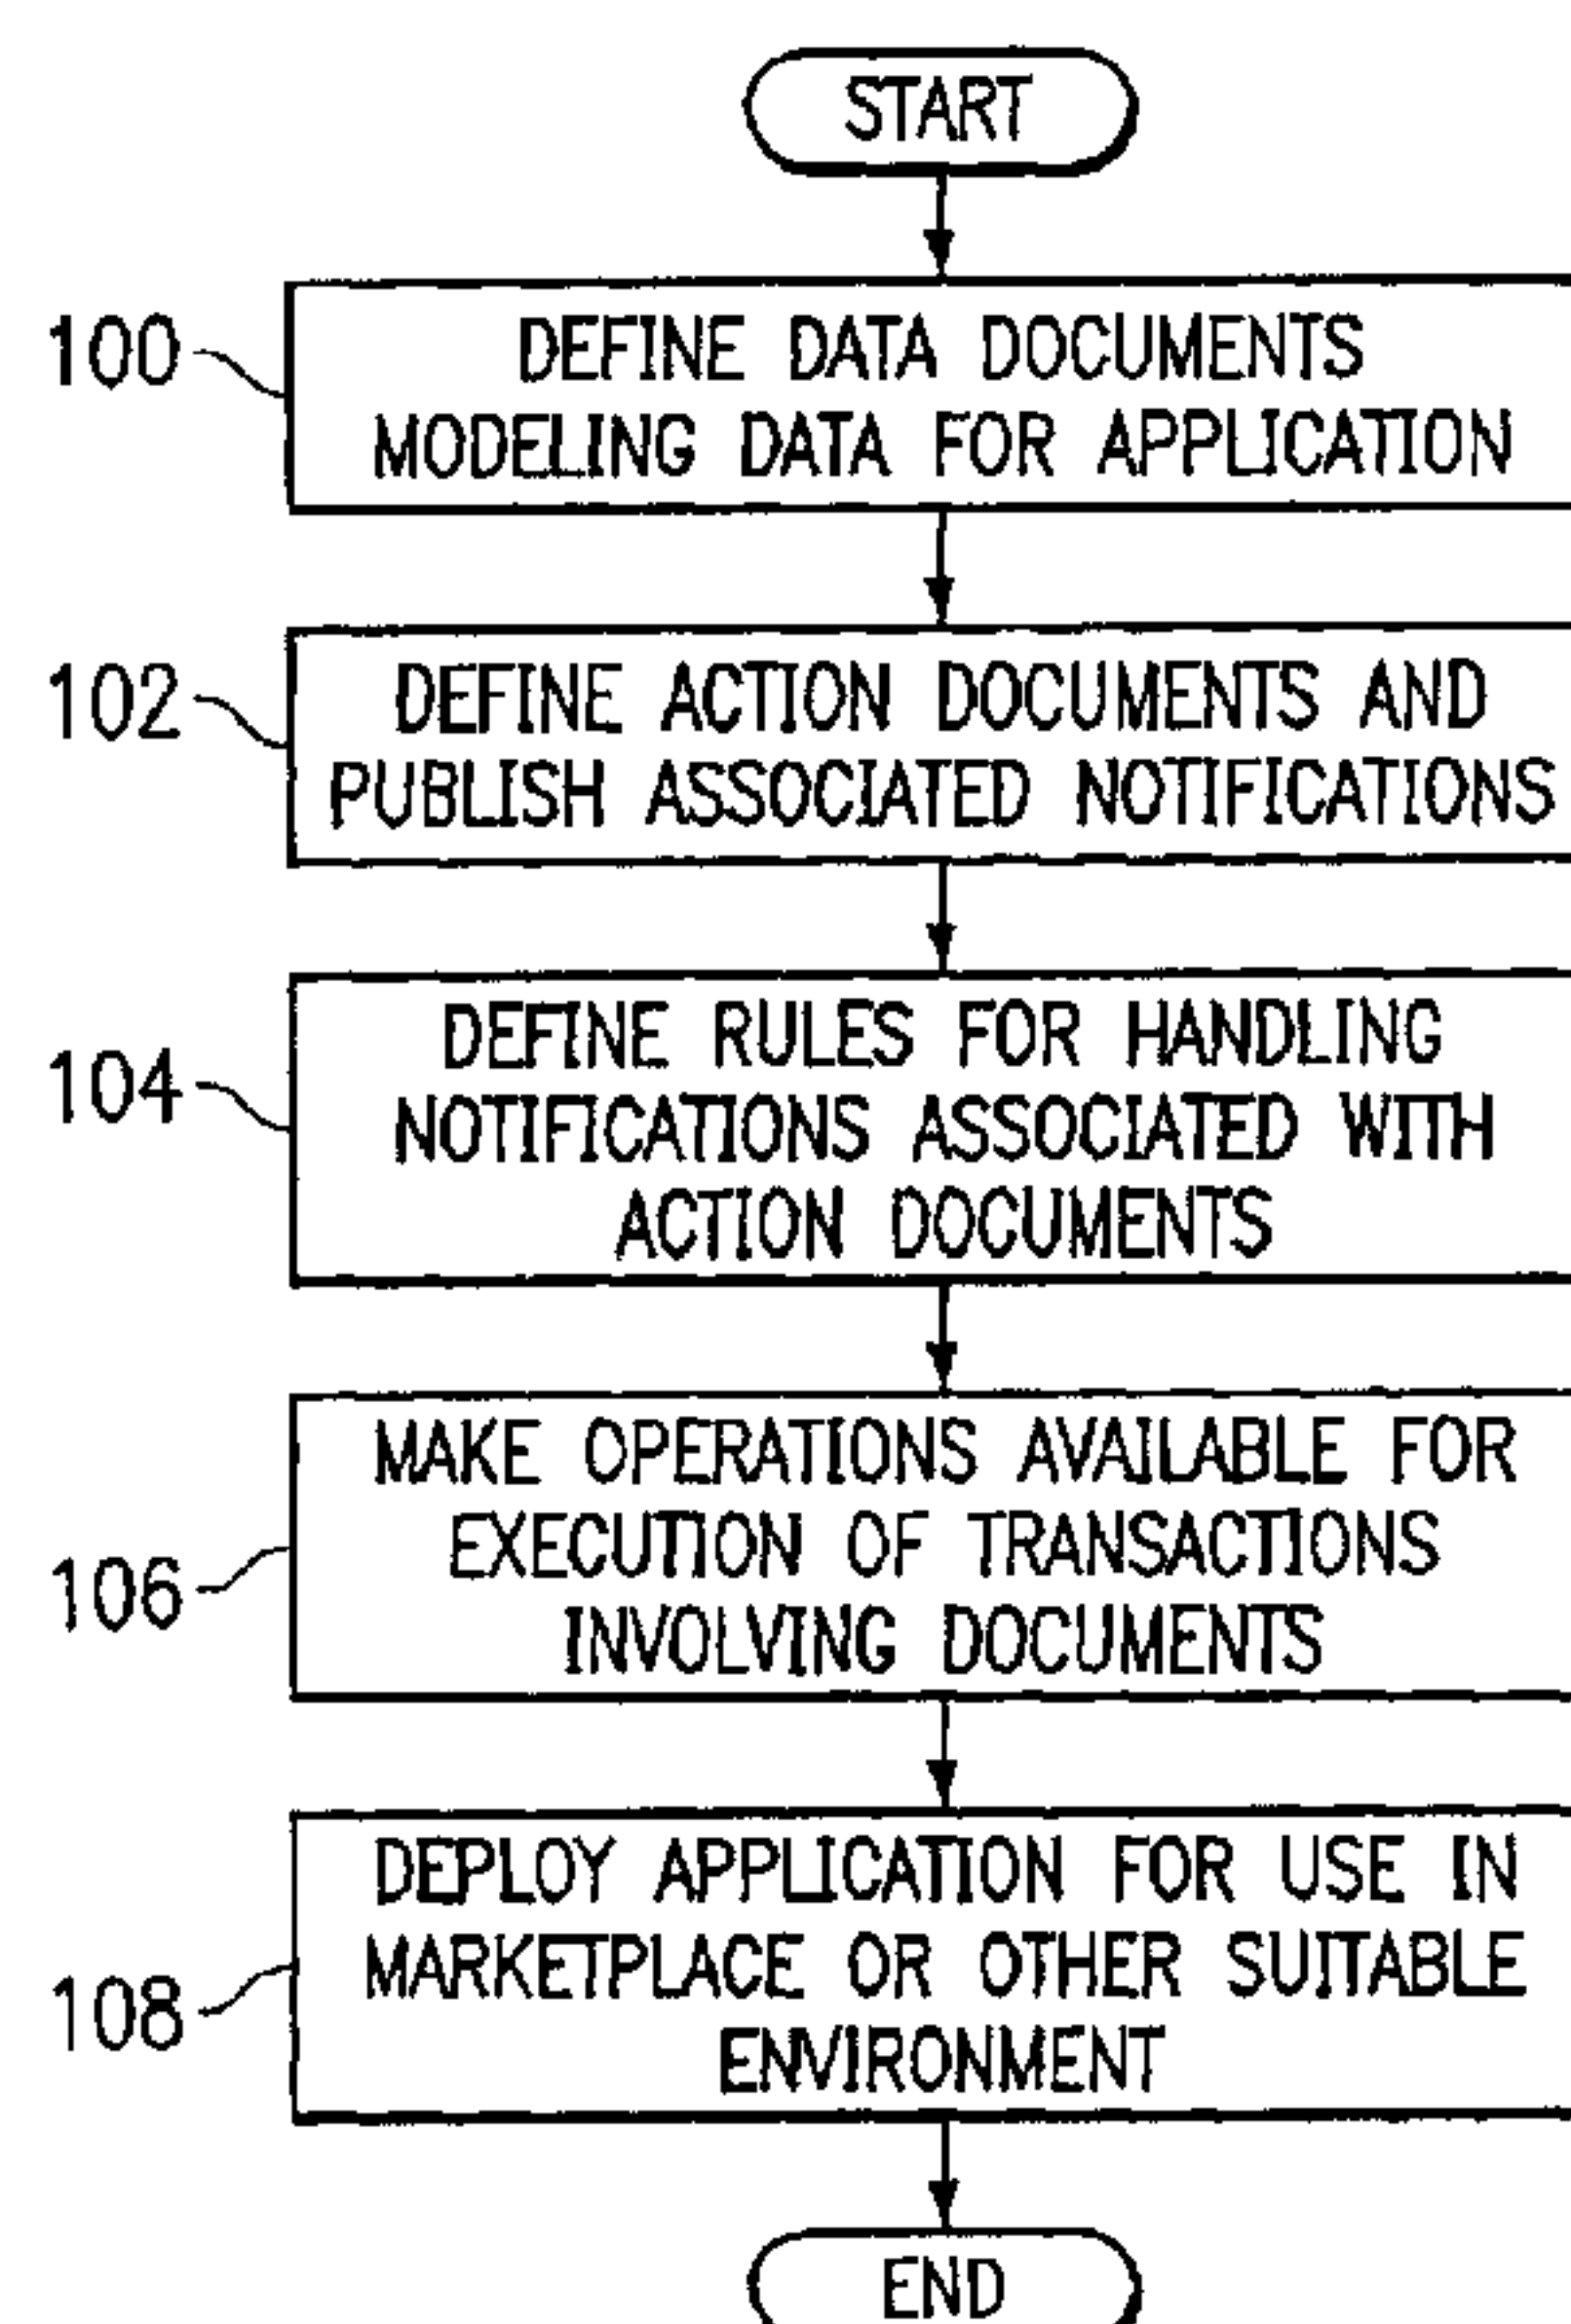 START
100
DEFINE DATA DOCUMENTS
MODELING DATA FOR APPLICATION
102
DEFINE ACTION DOCUMENTS AND
PUBLISH ASSOCIATED NOTIFICATIONS
104
DEFINE RULES FOR HANDLING
NOTIFICATIONS ASSOCIATED WITH
ACTION DOCUMENTS
106
MAKE OPERATIONS AVAILABLE FOR
EXECUTION OF TRANSACTIONS
INVOLVING DOCUMENTS
108
DEPLOY APPLICATION FOR USE IN
MARKETPLACE OR OTHER SUITABLE
ENVIRONMENT
END